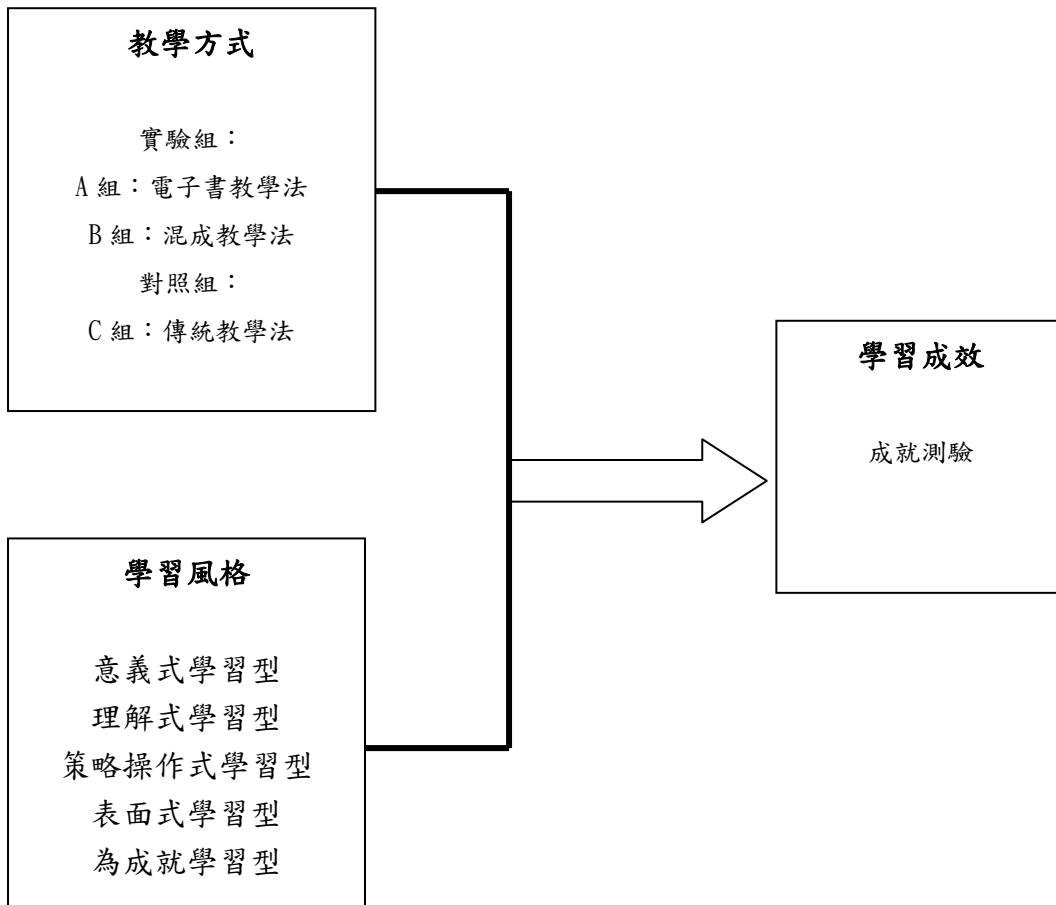 教學方式
實驗組：
A 組：電子書教學法
B 組：混成教學法
對照組：
C 組：傳統教學法
學習成效
成就測驗
學習風格
意義式學習型
理解式學習型
策略操作式學習型
表面式學習型
為成就學習型